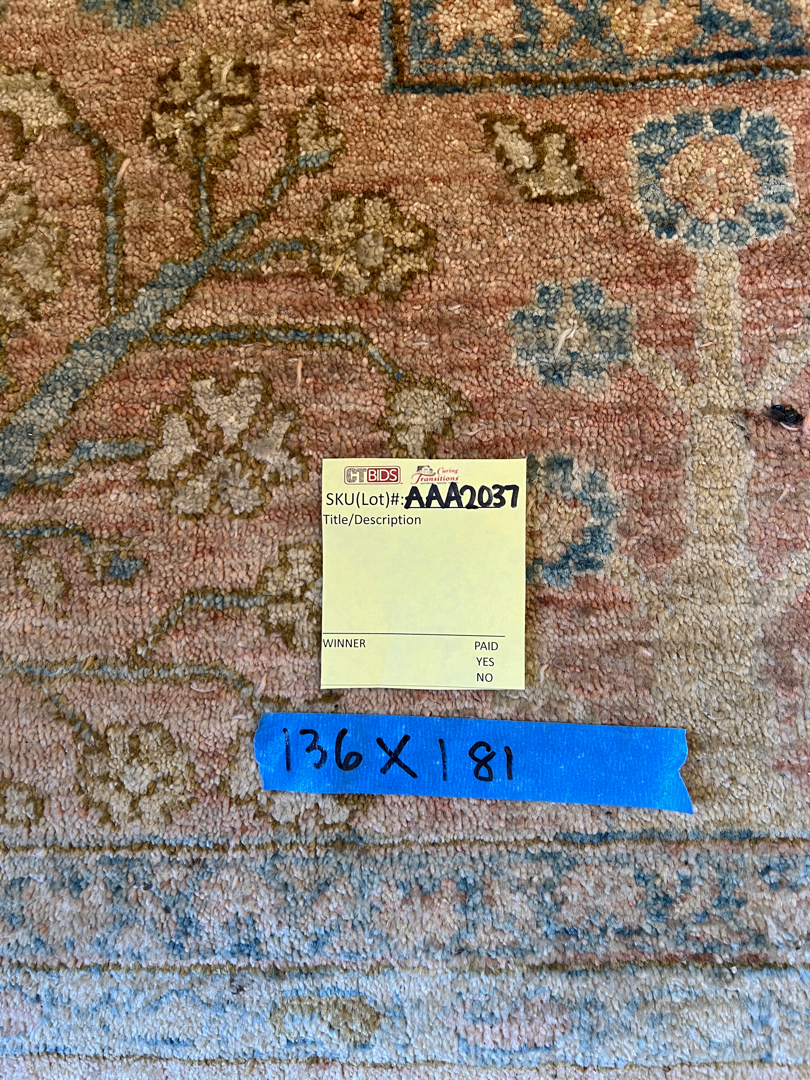 CTBIDS Caring Transitions
SKU(Lot)#: AAA2037
Title/Description
WINNER PAID
YES
NO
136 X 181